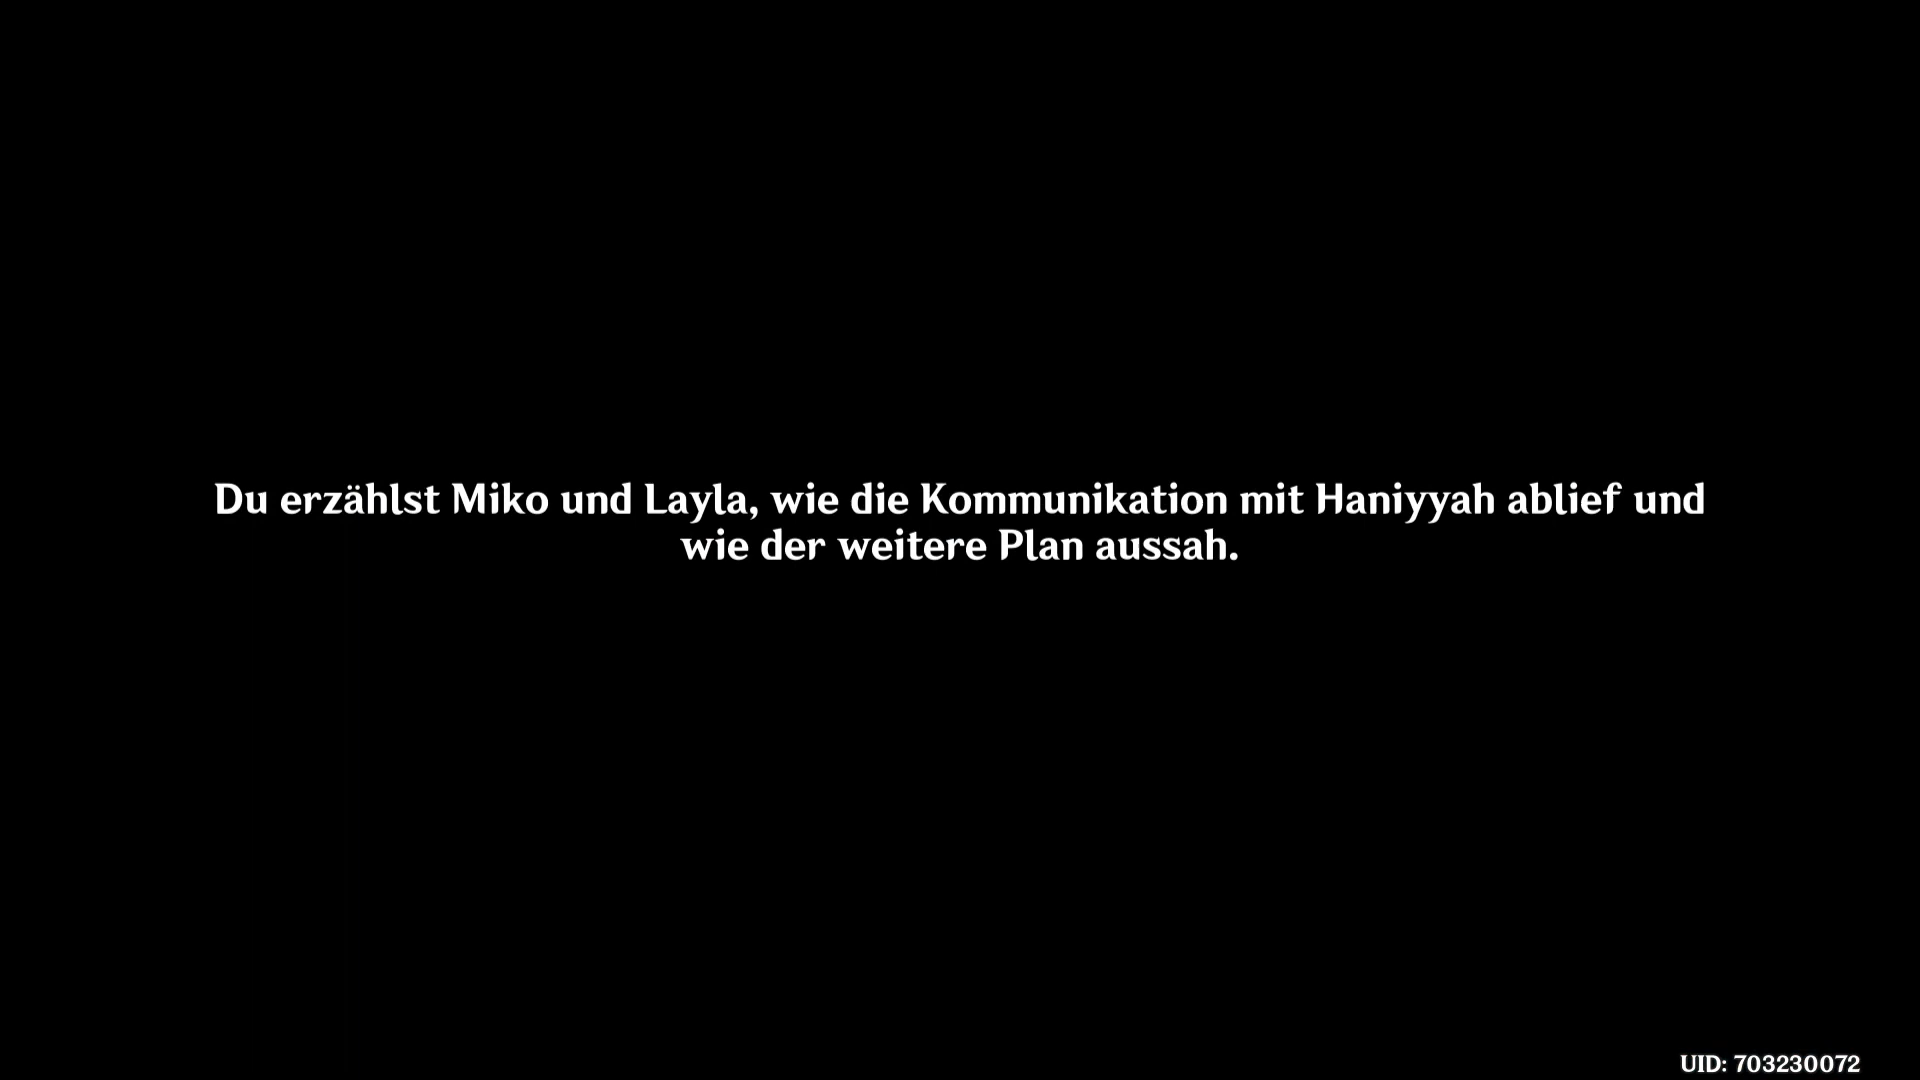 Du erzählst Miko und Layla, wie die Kommunikation mit Haniyyah ablief und
wie der weitere Plan aussah.
UID: 703230072